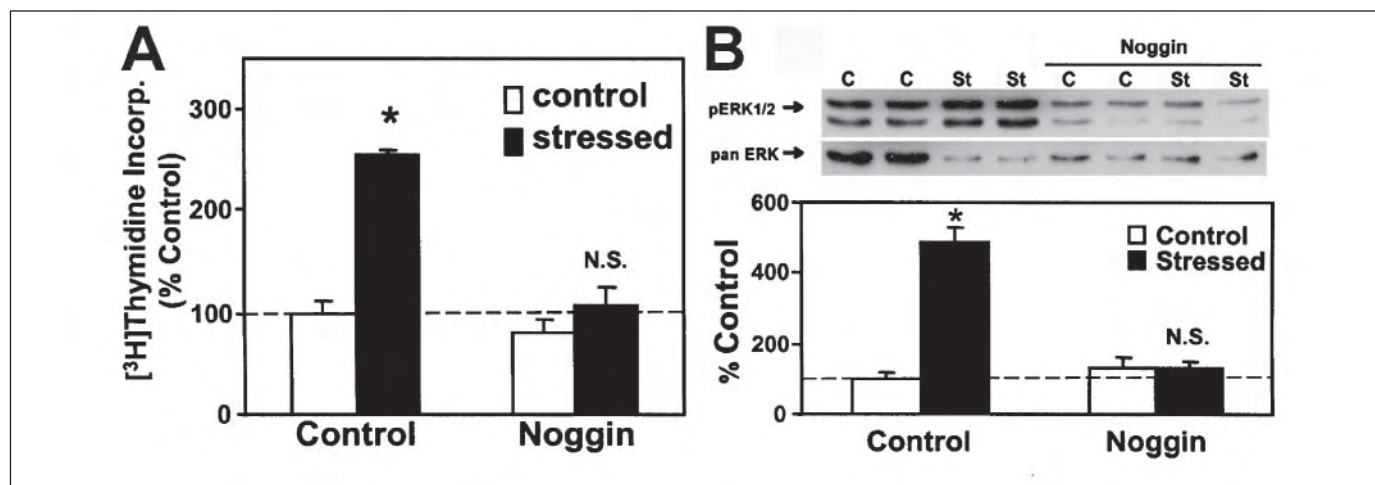 A
[³H]Thymidine Incorp.
(% Control)
300
200
100
0
control
stressed
*
N.S.
Control
Noggin
B
Noggin
C C St St C C St St
pERK1/2
pan ERK
% Control
600
400
200
0
Control
Stressed
*
N.S.
Control
Noggin